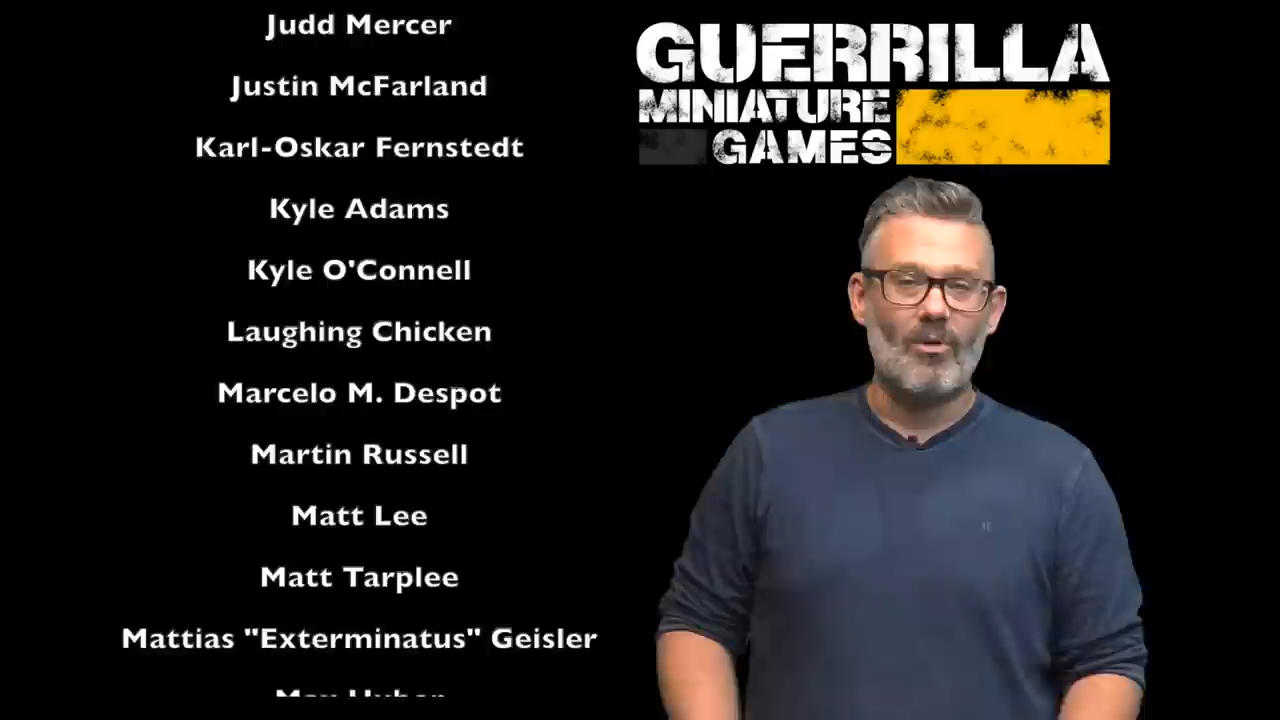 Judd Mercer
Justin McFarland
Karl-Oskar Fernstedt
Kyle Adams
Kyle O'Connell
Laughing Chicken
Marcelo M. Despot
Martin Russell
Matt Lee
Matt Tarplee
Mattias "Exterminatus" Geisler
GUERRILLA
MINIATURE
GAMES